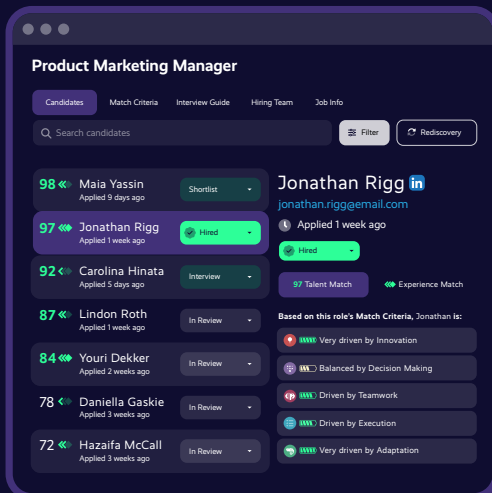 Product Marketing Manager
Candidates Match Criteria Interview Guide Hiring Team Job Info
Search candidates Filter Rediscovery
98 Maia Yassin Shortlist
Applied 9 days ago
97 Jonathan Rigg Hired
Applied 1 week ago
92 Carolina Hinata Interview
Applied 5 days ago
87 Lindon Roth In Review
Applied 1 week ago
84 Youri Dekker In Review
Applied 2 weeks ago
78 Daniella Gaskie In Review
Applied 3 weeks ago
72 Hazaifa McCall In Review
Applied 3 weeks ago
Jonathan Rigg in
jonathan.rigg@email.com
Applied 1 week ago
Hired
97 Talent Match Experience Match
Based on this role's Match Criteria, Jonathan is:
Very driven by Innovation
Balanced by Decision Making
Driven by Teamwork
Driven by Execution
Very driven by Adaptation